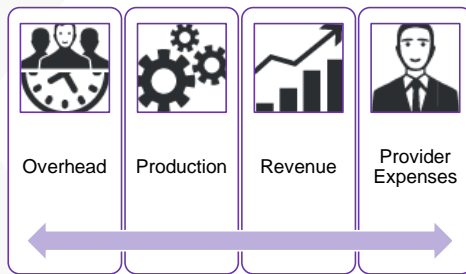 Overhead
Production
Revenue
Provider
Expenses